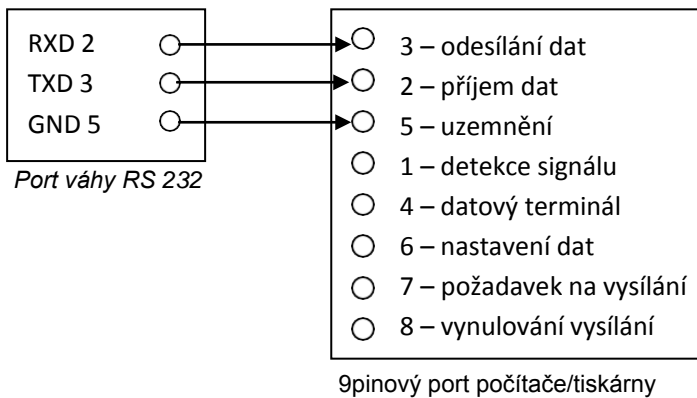 RXD 2
TXD 3
GND 5
Port váhy RS 232
3 – odesílání dat
2 – příjem dat
5 – uzemnění
1 – detekce signálu
4 – datový terminál
6 – nastavení dat
7 – požadavek na vysílání
8 – vynulování vysílání
9pinový port počítače/tiskárny